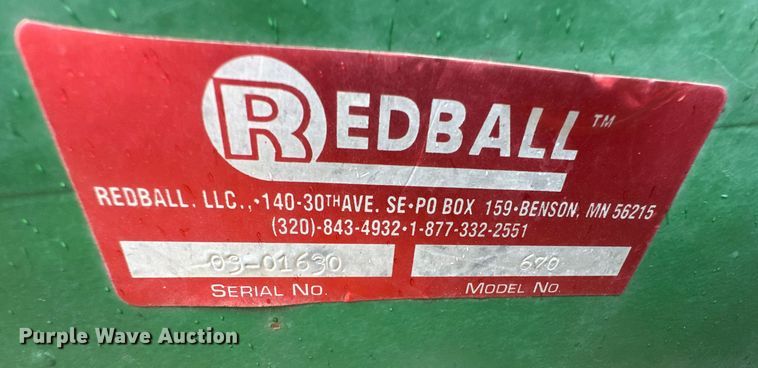 REDBALL™
REDBALL, LLC.,•140-30THAVE. SE•PO BOX 159•BENSON, MN 56215
(320)-843-4932•1-877-332-2551
03-01630 670
SERIAL NO. MODEL NO.
Purple Wave Auction